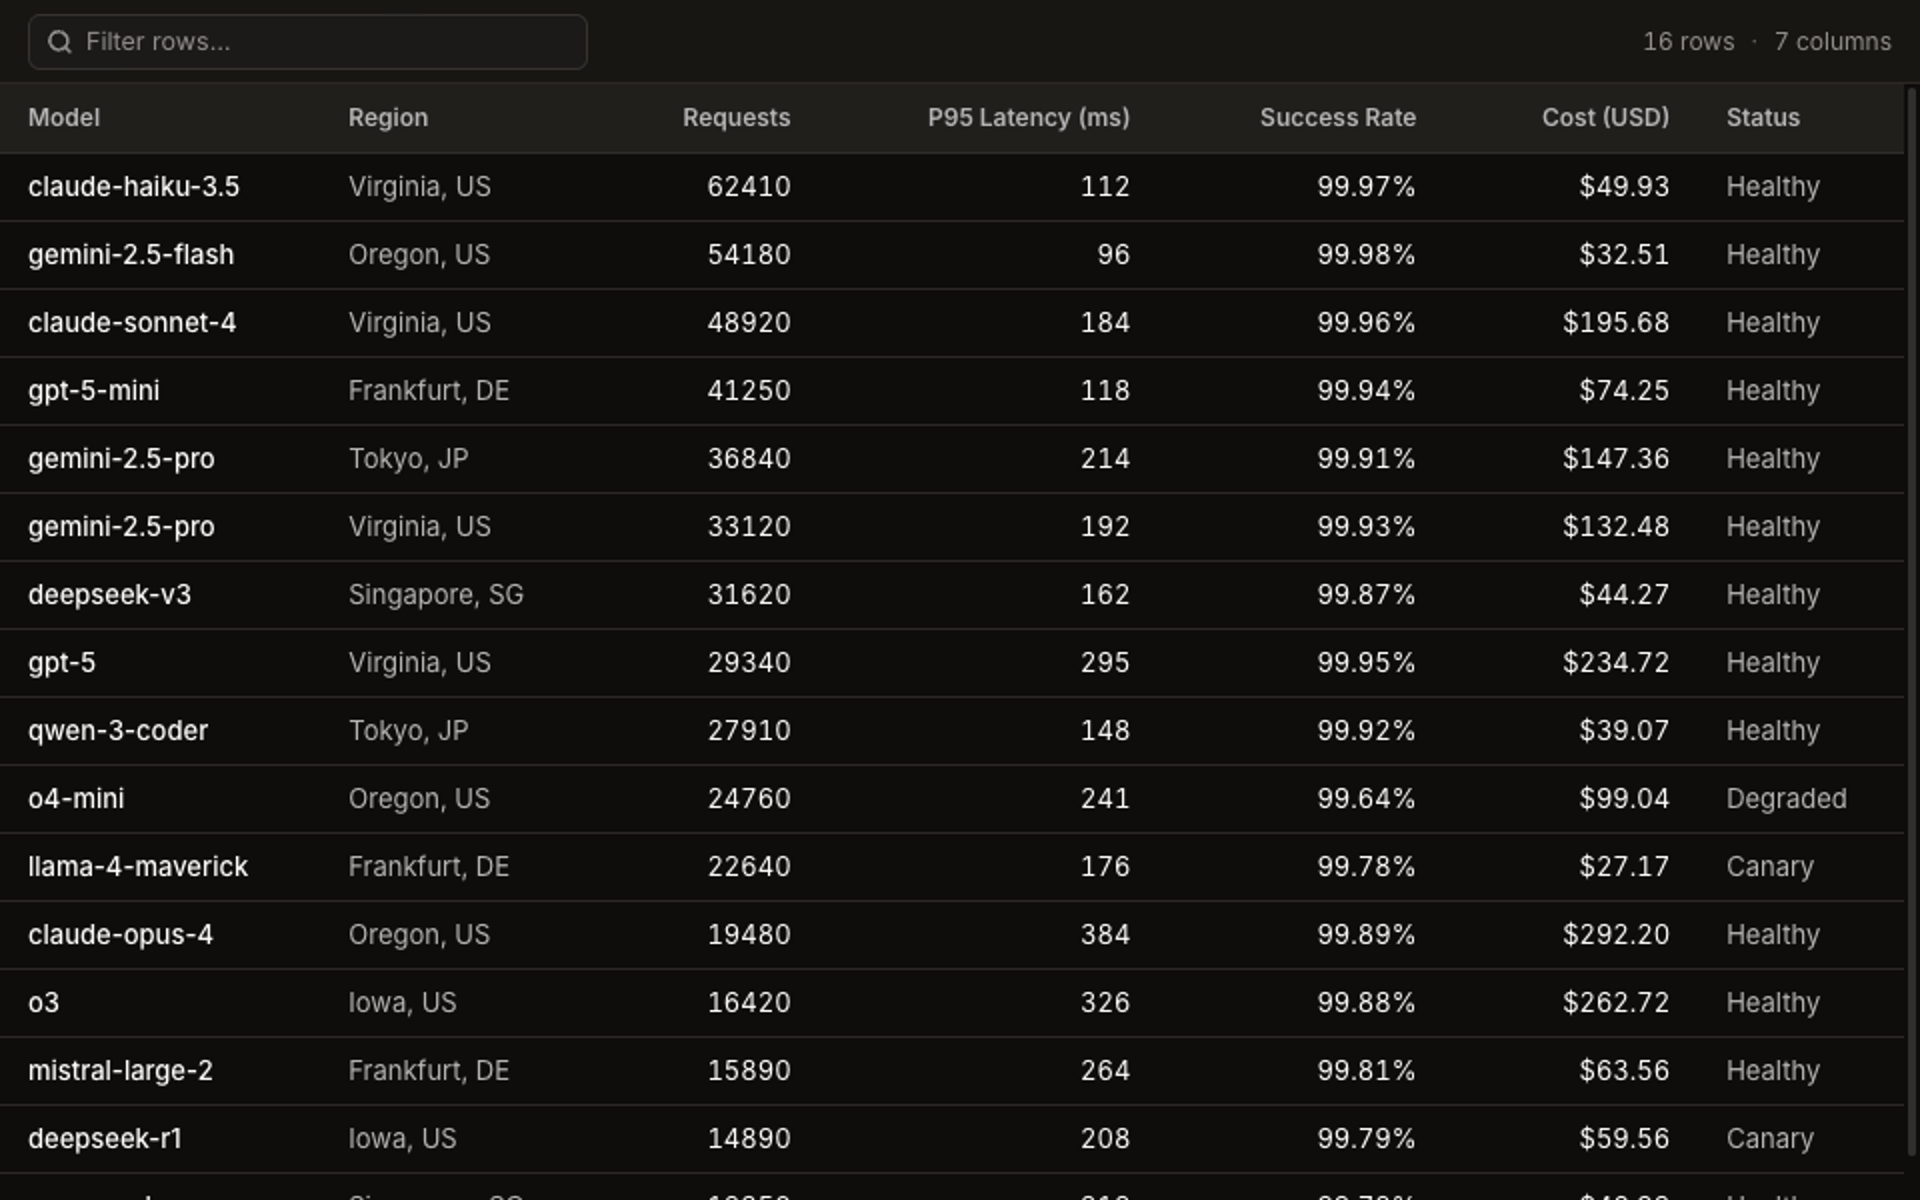 Filter rows...
16 rows · 7 columns
Model Region Requests P95 Latency (ms) Success Rate Cost (USD) Status
claude-haiku-3.5 Virginia, US 62410 112 99.97% $49.93 Healthy
gemini-2.5-flash Oregon, US 54180 96 99.98% $32.51 Healthy
claude-sonnet-4 Virginia, US 48920 184 99.96% $195.68 Healthy
gpt-5-mini Frankfurt, DE 41250 118 99.94% $74.25 Healthy
gemini-2.5-pro Tokyo, JP 36840 214 99.91% $147.36 Healthy
gemini-2.5-pro Virginia, US 33120 192 99.93% $132.48 Healthy
deepseek-v3 Singapore, SG 31620 162 99.87% $44.27 Healthy
gpt-5 Virginia, US 29340 295 99.95% $234.72 Healthy
qwen-3-coder Tokyo, JP 27910 148 99.92% $39.07 Healthy
o4-mini Oregon, US 24760 241 99.64% $99.04 Degraded
llama-4-maverick Frankfurt, DE 22640 176 99.78% $27.17 Canary
claude-opus-4 Oregon, US 19480 384 99.89% $292.20 Healthy
o3 Iowa, US 16420 326 99.88% $262.72 Healthy
mistral-large-2 Frankfurt, DE 15890 264 99.81% $63.56 Healthy
deepseek-r1 Iowa, US 14890 208 99.79% $59.56 Canary